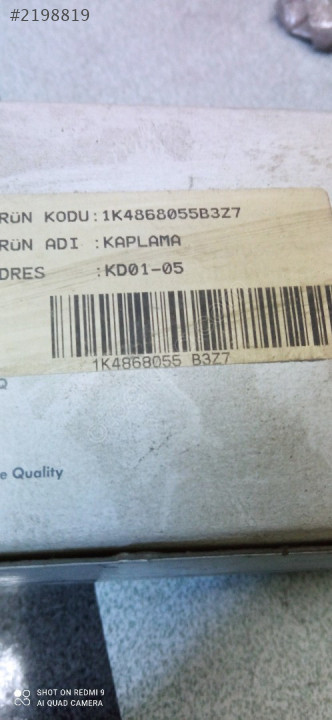 #2198819
RÜN KODU:1K4868055B3Z7
RÜN ADI :KAPLAMA
DRES :KD01-05
1K4868055 B3Z7
Q
e Quality
SHOT ON REDMI 9
AI QUAD CAMERA